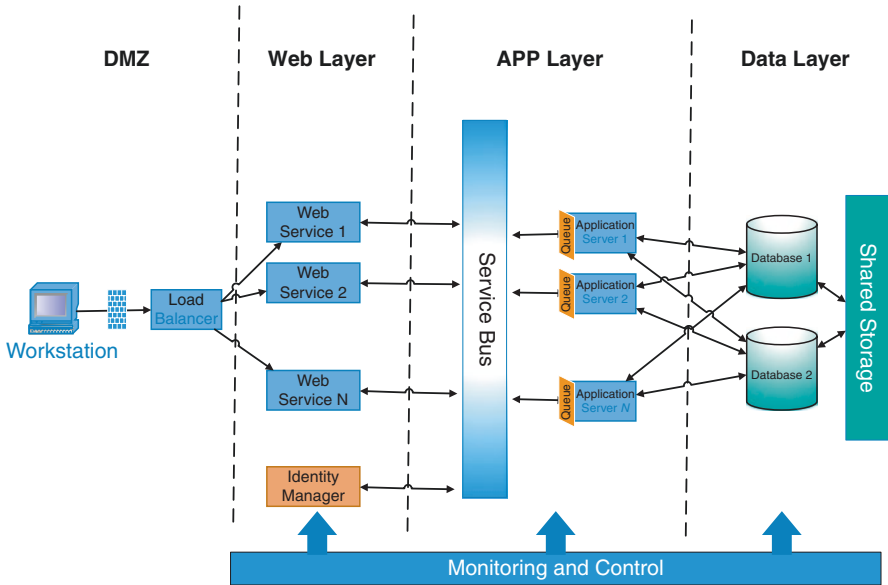 DMZ
Web Layer
APP Layer
Data Layer
Workstation
Load
Balancer
Web
Service 1
Web
Service 2
Web
Service N
Identity
Manager
Service Bus
Queue
Application
Server 1
Queue
Application
Server 2
Queue
Application
Server N
Database 1
Database 2
Shared Storage
Monitoring and Control